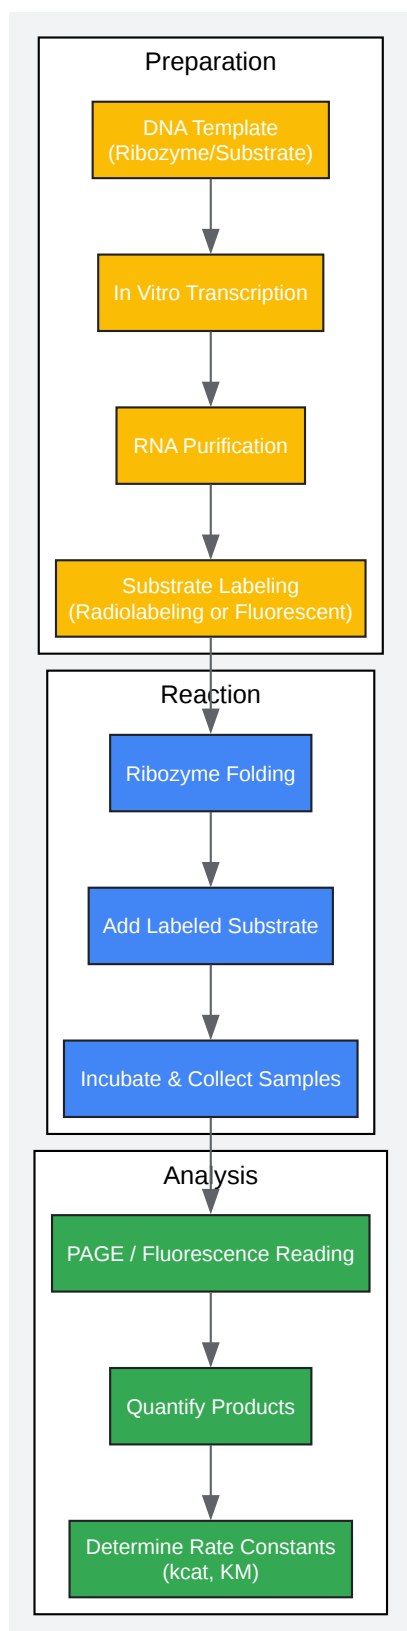 Preparation
DNA Template
(Ribozyme/Substrate)
In Vitro Transcription
RNA Purification
Substrate Labeling
(Radiolabeling or Fluorescent)
Reaction
Ribozyme Folding
Add Labeled Substrate
Incubate & Collect Samples
Analysis
PAGE / Fluorescence Reading
Quantify Products
Determine Rate Constants
(kcat, KM)